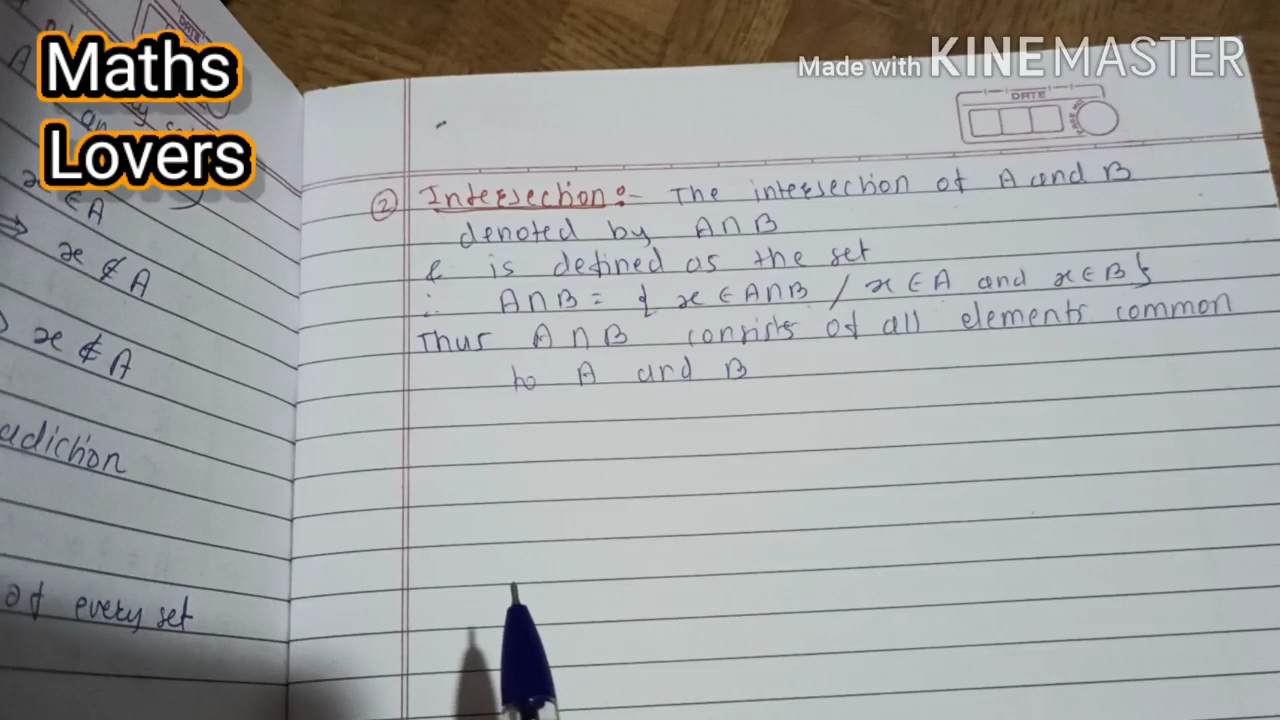 Maths
Lovers
Made with KINEMASTER
DATE
x ∈ A
⇒ x ∉ A
x ∉ A
adiction
of every set
② Intersection :- The intersection of A and B
denoted by A∩B
& is defined as the set
∴ A∩B = { x ∈ A∩B / x ∈ A and x ∈ B }
Thus A ∩ B consists of all elements common
to A and B